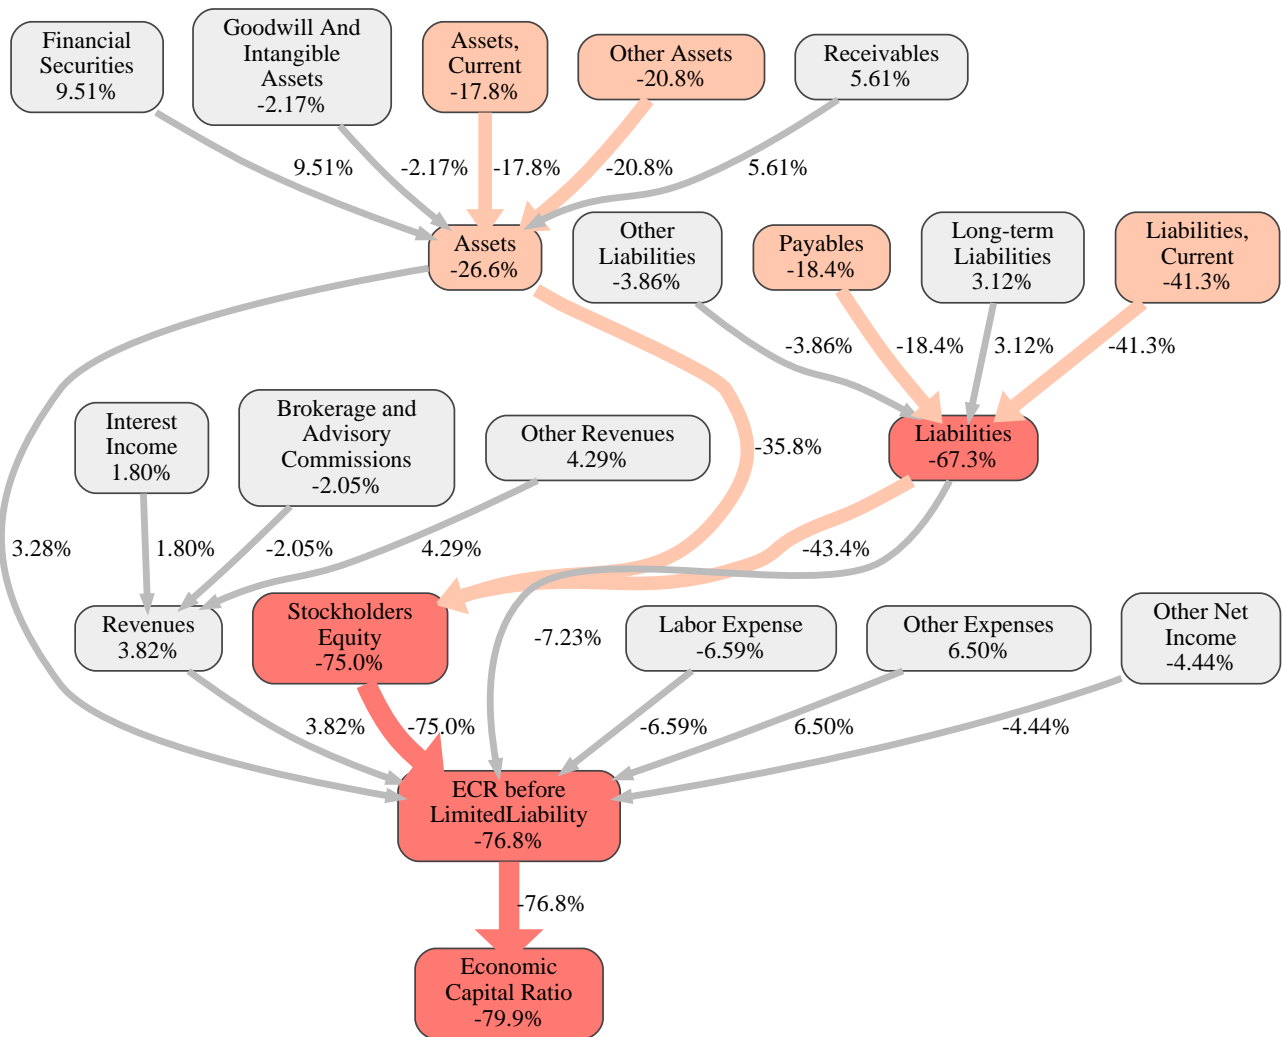 Financial
Securities
9.51%
Goodwill And
Intangible
Assets
-2.17%
Assets,
Current
-17.8%
Other Assets
-20.8%
Receivables
5.61%
9.51%
-2.17%
-17.8%
-20.8%
5.61%
Assets
-26.6%
Other
Liabilities
-3.86%
Payables
-18.4%
Long-term
Liabilities
3.12%
Liabilities,
Current
-41.3%
-3.86%
-18.4%
3.12%
-41.3%
Interest
Income
1.80%
Brokerage and
Advisory
Commissions
-2.05%
Other Revenues
4.29%
-35.8%
Liabilities
-67.3%
3.28%
1.80%
-2.05%
4.29%
-43.4%
Revenues
3.82%
Stockholders
Equity
-75.0%
-7.23%
Labor Expense
-6.59%
Other Expenses
6.50%
Other Net
Income
-4.44%
3.82%
-75.0%
-6.59%
6.50%
-4.44%
ECR before
LimitedLiability
-76.8%
-76.8%
Economic
Capital Ratio
-79.9%